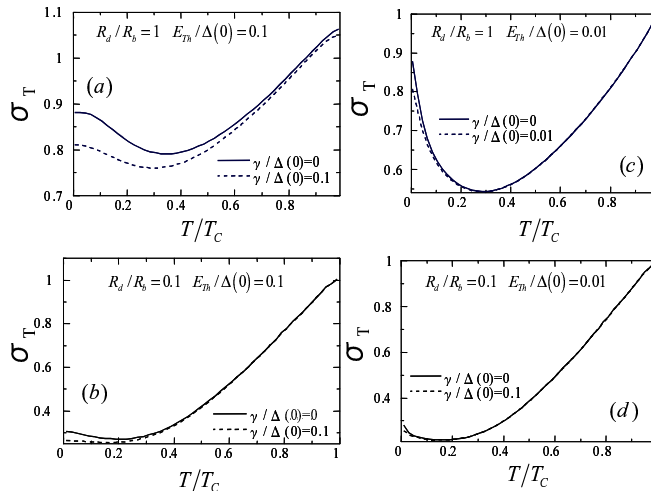 R_d / R_b = 1 E_Th / Δ(0) = 0.1
1.1
1
0.9
0.8
0.7
σ_T
(a)
γ / Δ(0)=0
γ / Δ(0)=0.1
0 0.2 0.4 0.6 0.8
T/T_C
R_d / R_b = 1 E_Th / Δ(0) = 0.01
0.9
0.8
0.7
0.6
σ_T
γ / Δ(0)=0
γ / Δ(0)=0.01
(c)
0 0.2 0.4 0.6 0.8
T/T_C
R_d / R_b = 0.1 E_Th / Δ(0) = 0.1
1
0.8
0.6
0.4
σ_T
(b)
γ / Δ(0)=0
γ / Δ(0)=0.1
0 0.2 0.4 0.6 0.8 1
T/T_C
R_d / R_b = 0.1 E_Th / Δ(0) = 0.01
1
0.8
0.6
0.4
σ_T
γ / Δ(0)=0
γ / Δ(0)=0.1
(d)
0 0.2 0.4 0.6 0.8
T/T_C